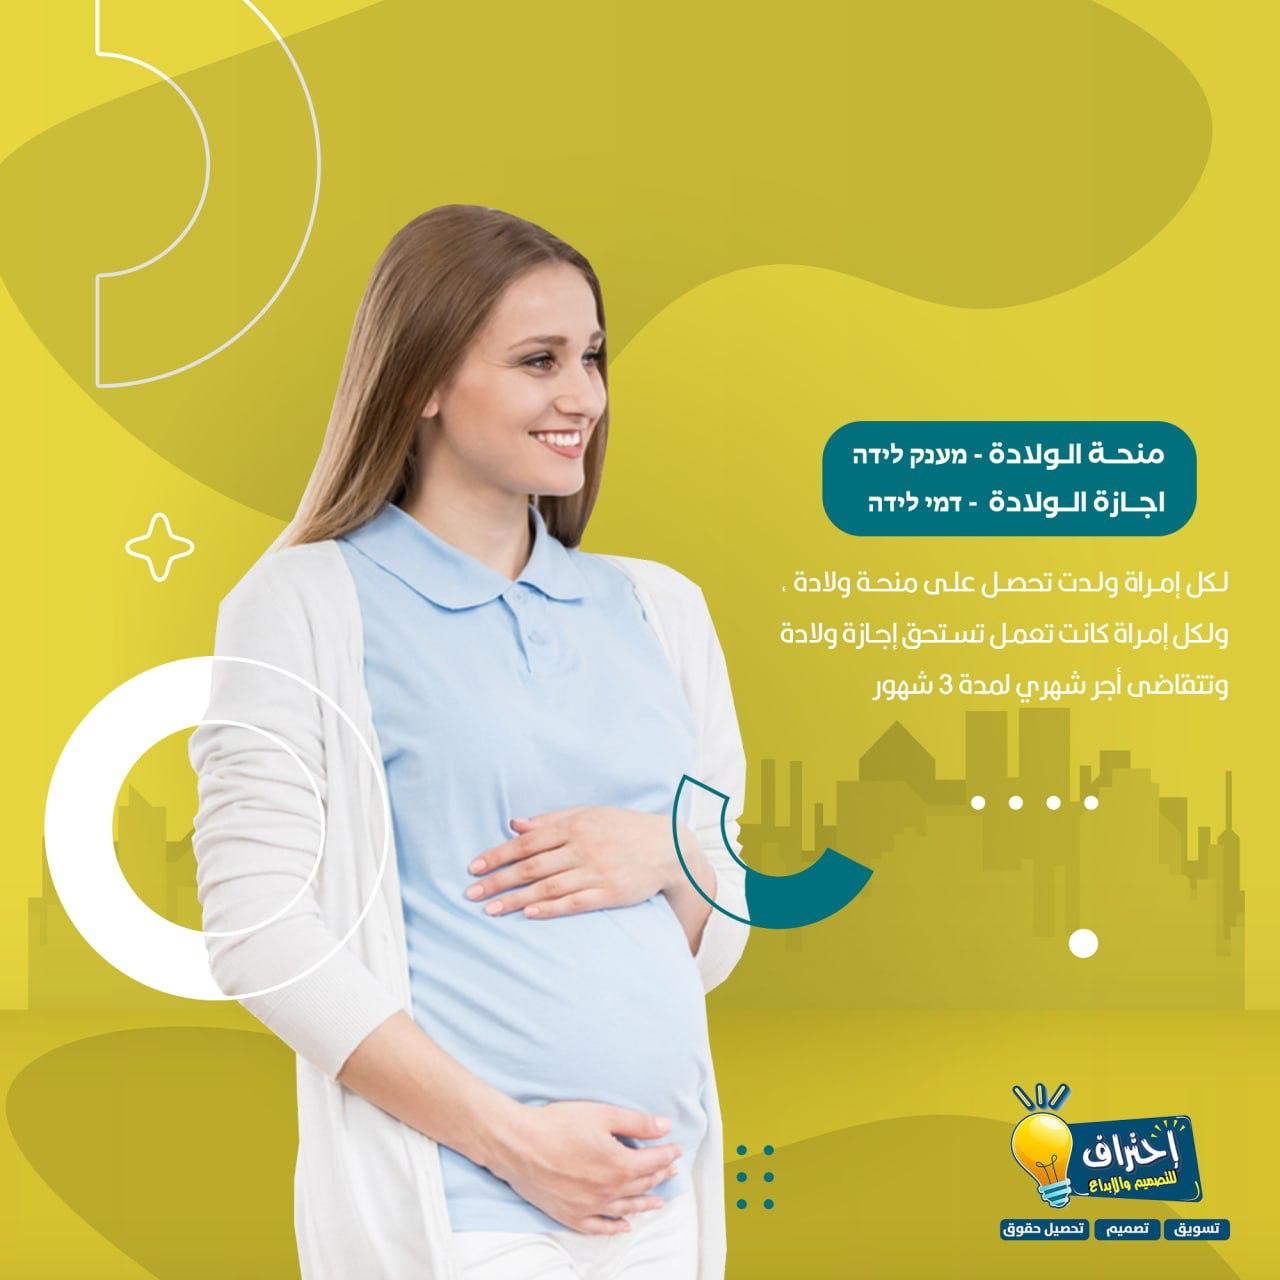 منحة الولادة - מענק לידה
اجازة الولادة - דמי לידה
لكل إمراة ولدت تحصل على منحة ولادة ،
ولكل إمراة كانت تعمل تستحق إجازة ولادة
وتتقاضى أجر شهري لمدة 3 شهور
إحتراف
للتصميم والإبداع
تسويق تصميم تحصيل حقوق